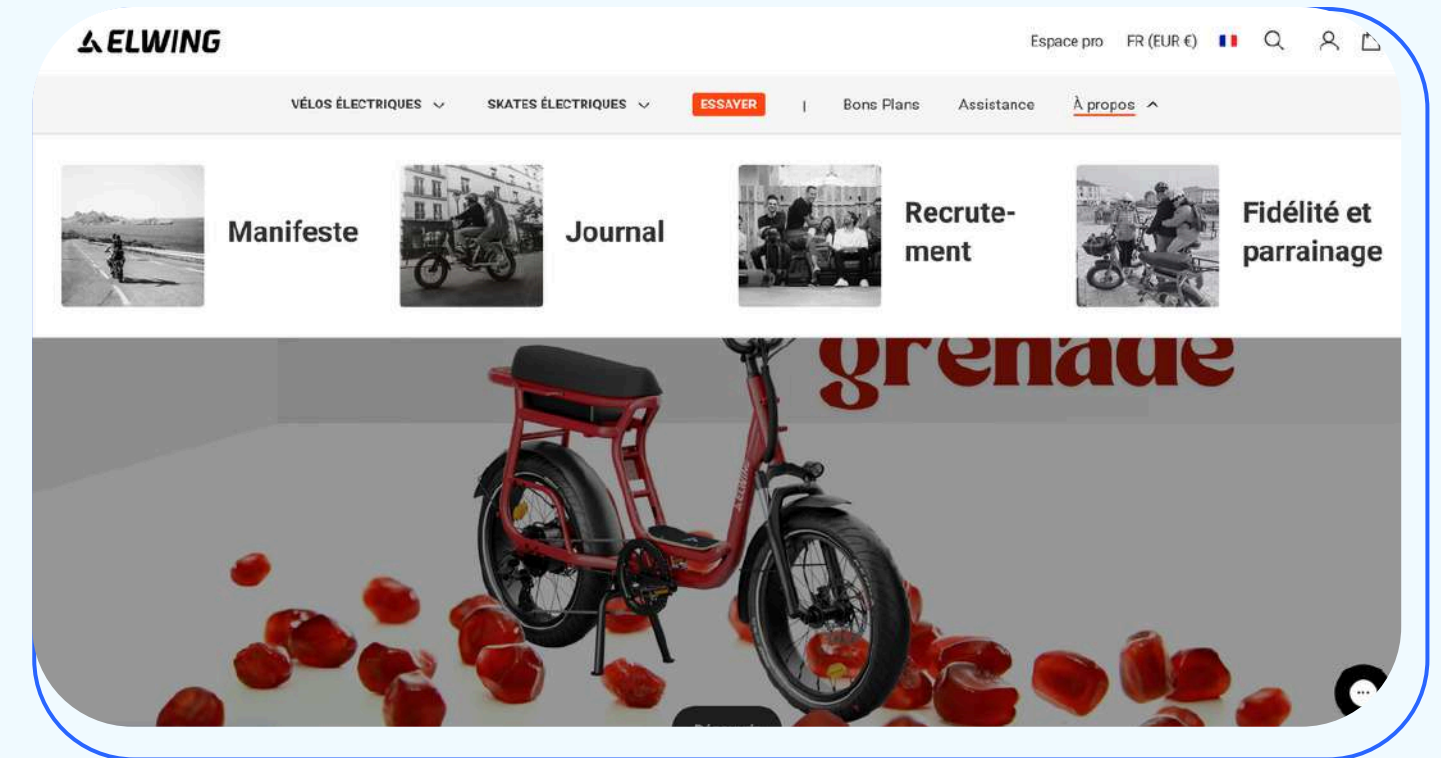 ELWING
Espace pro FR (EUR €)
VÉLOS ÉLECTRIQUES SKATES ÉLECTRIQUES ESSAYER | Bons Plans Assistance À propos
Manifeste
Journal
Recrute-
ment
Fidélité et
parrainage
grenade
ELWING